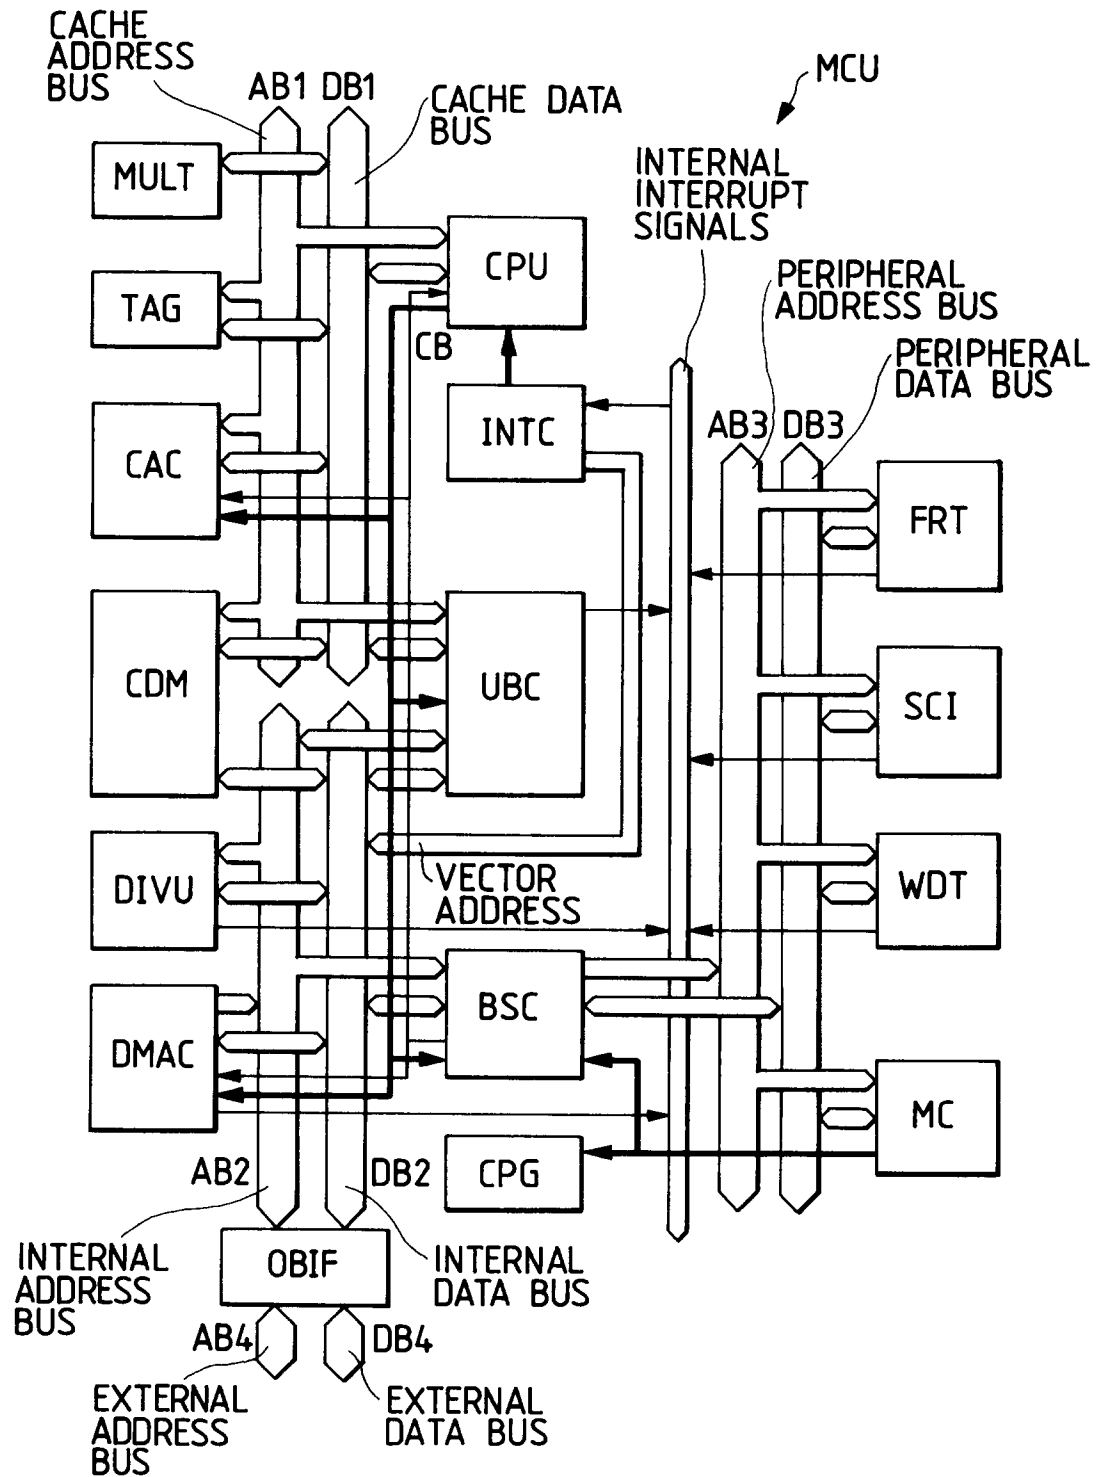 CACHE
ADDRESS
BUS
AB1
DB1
CACHE DATA
BUS
MCU
INTERNAL
INTERRUPT
SIGNALS
MULT
CPU
PERIPHERAL
ADDRESS BUS
TAG
CB
PERIPHERAL
DATA BUS
INTC
AB3
DB3
CAC
FRT
CDM
UBC
SCI
DIVU
VECTOR
ADDRESS
WDT
BSC
DMAC
MC
CPG
AB2
DB2
INTERNAL
ADDRESS
BUS
OBIF
INTERNAL
DATA BUS
AB4
DB4
EXTERNAL
ADDRESS
BUS
EXTERNAL
DATA BUS